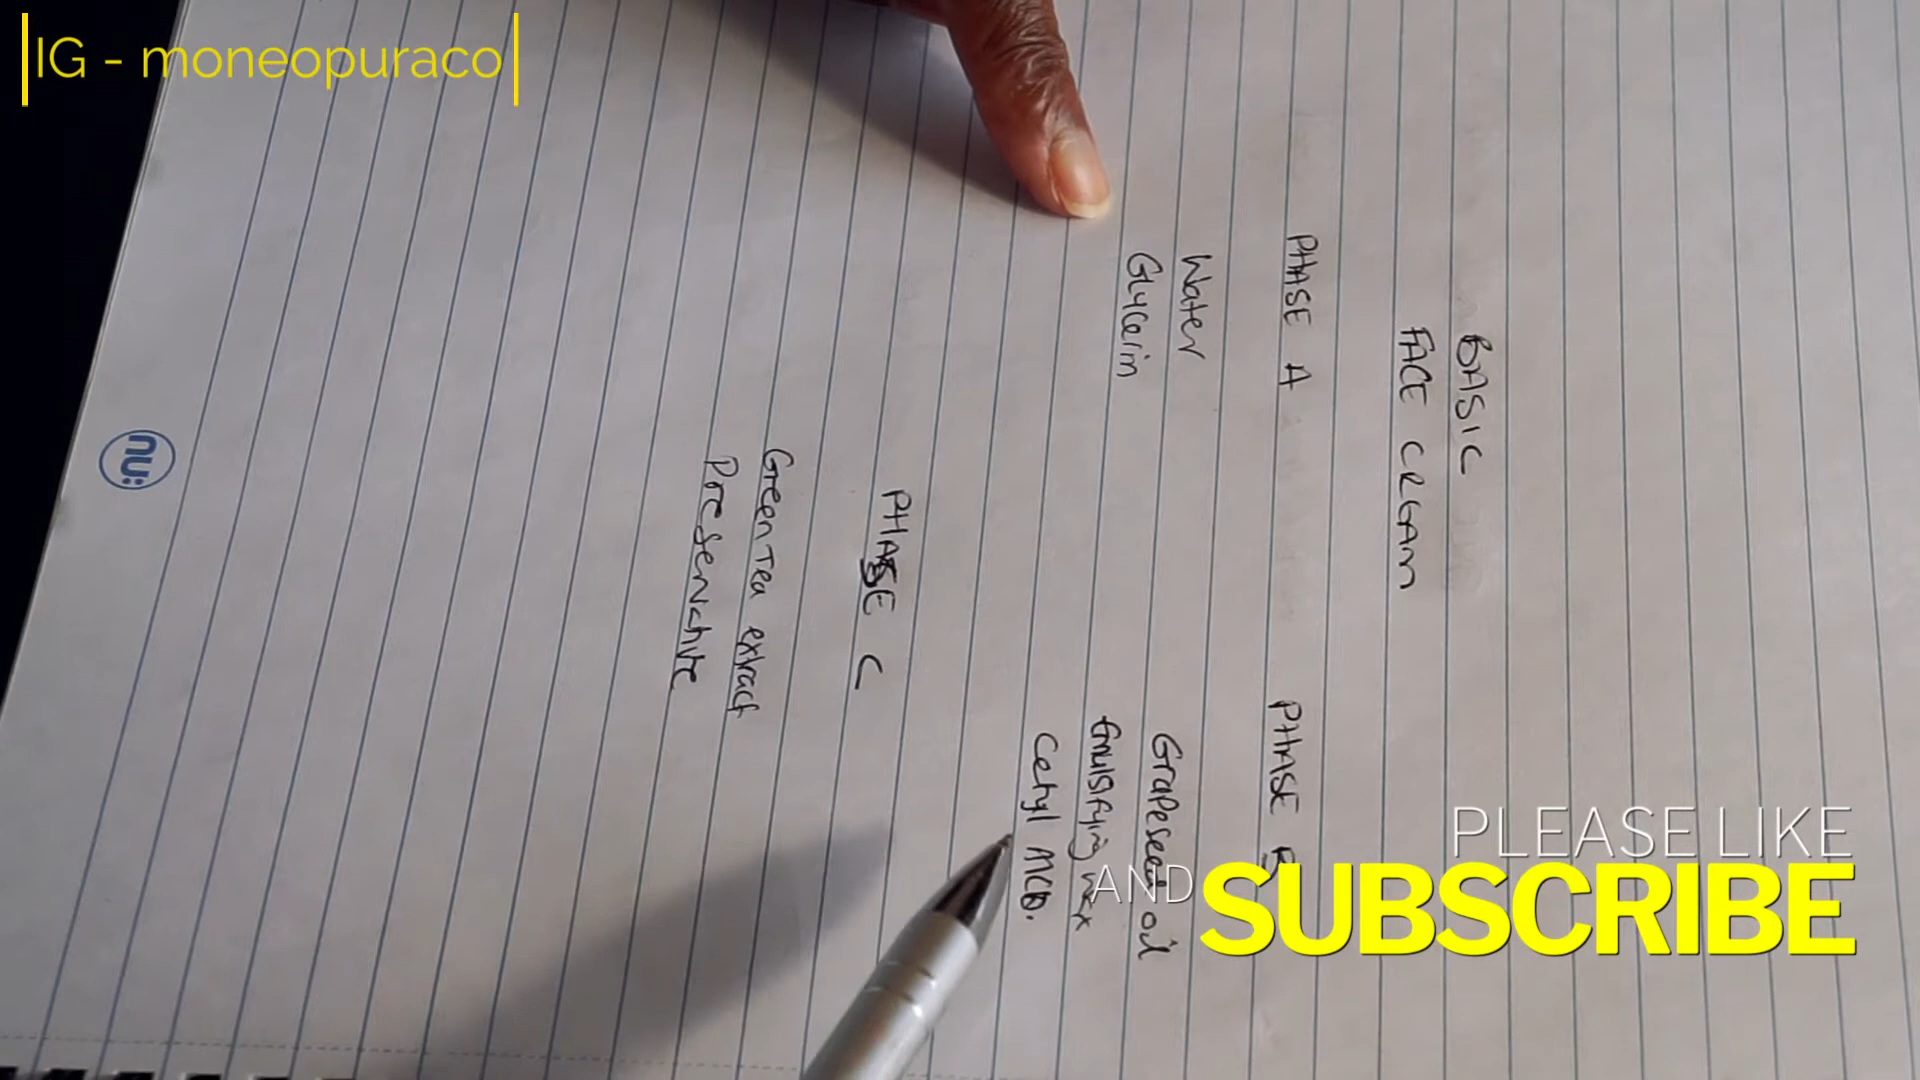 IG - moneopuraco
BASIC
FACE CREAM
PHASE A
Water
Glycerin
PHASE B
Grapeseed oil
Emulsifying wax
Cetyl Alco.
PHASE C
Green Tea extract
Preservative
nu:
PLEASE LIKE
AND SUBSCRIBE